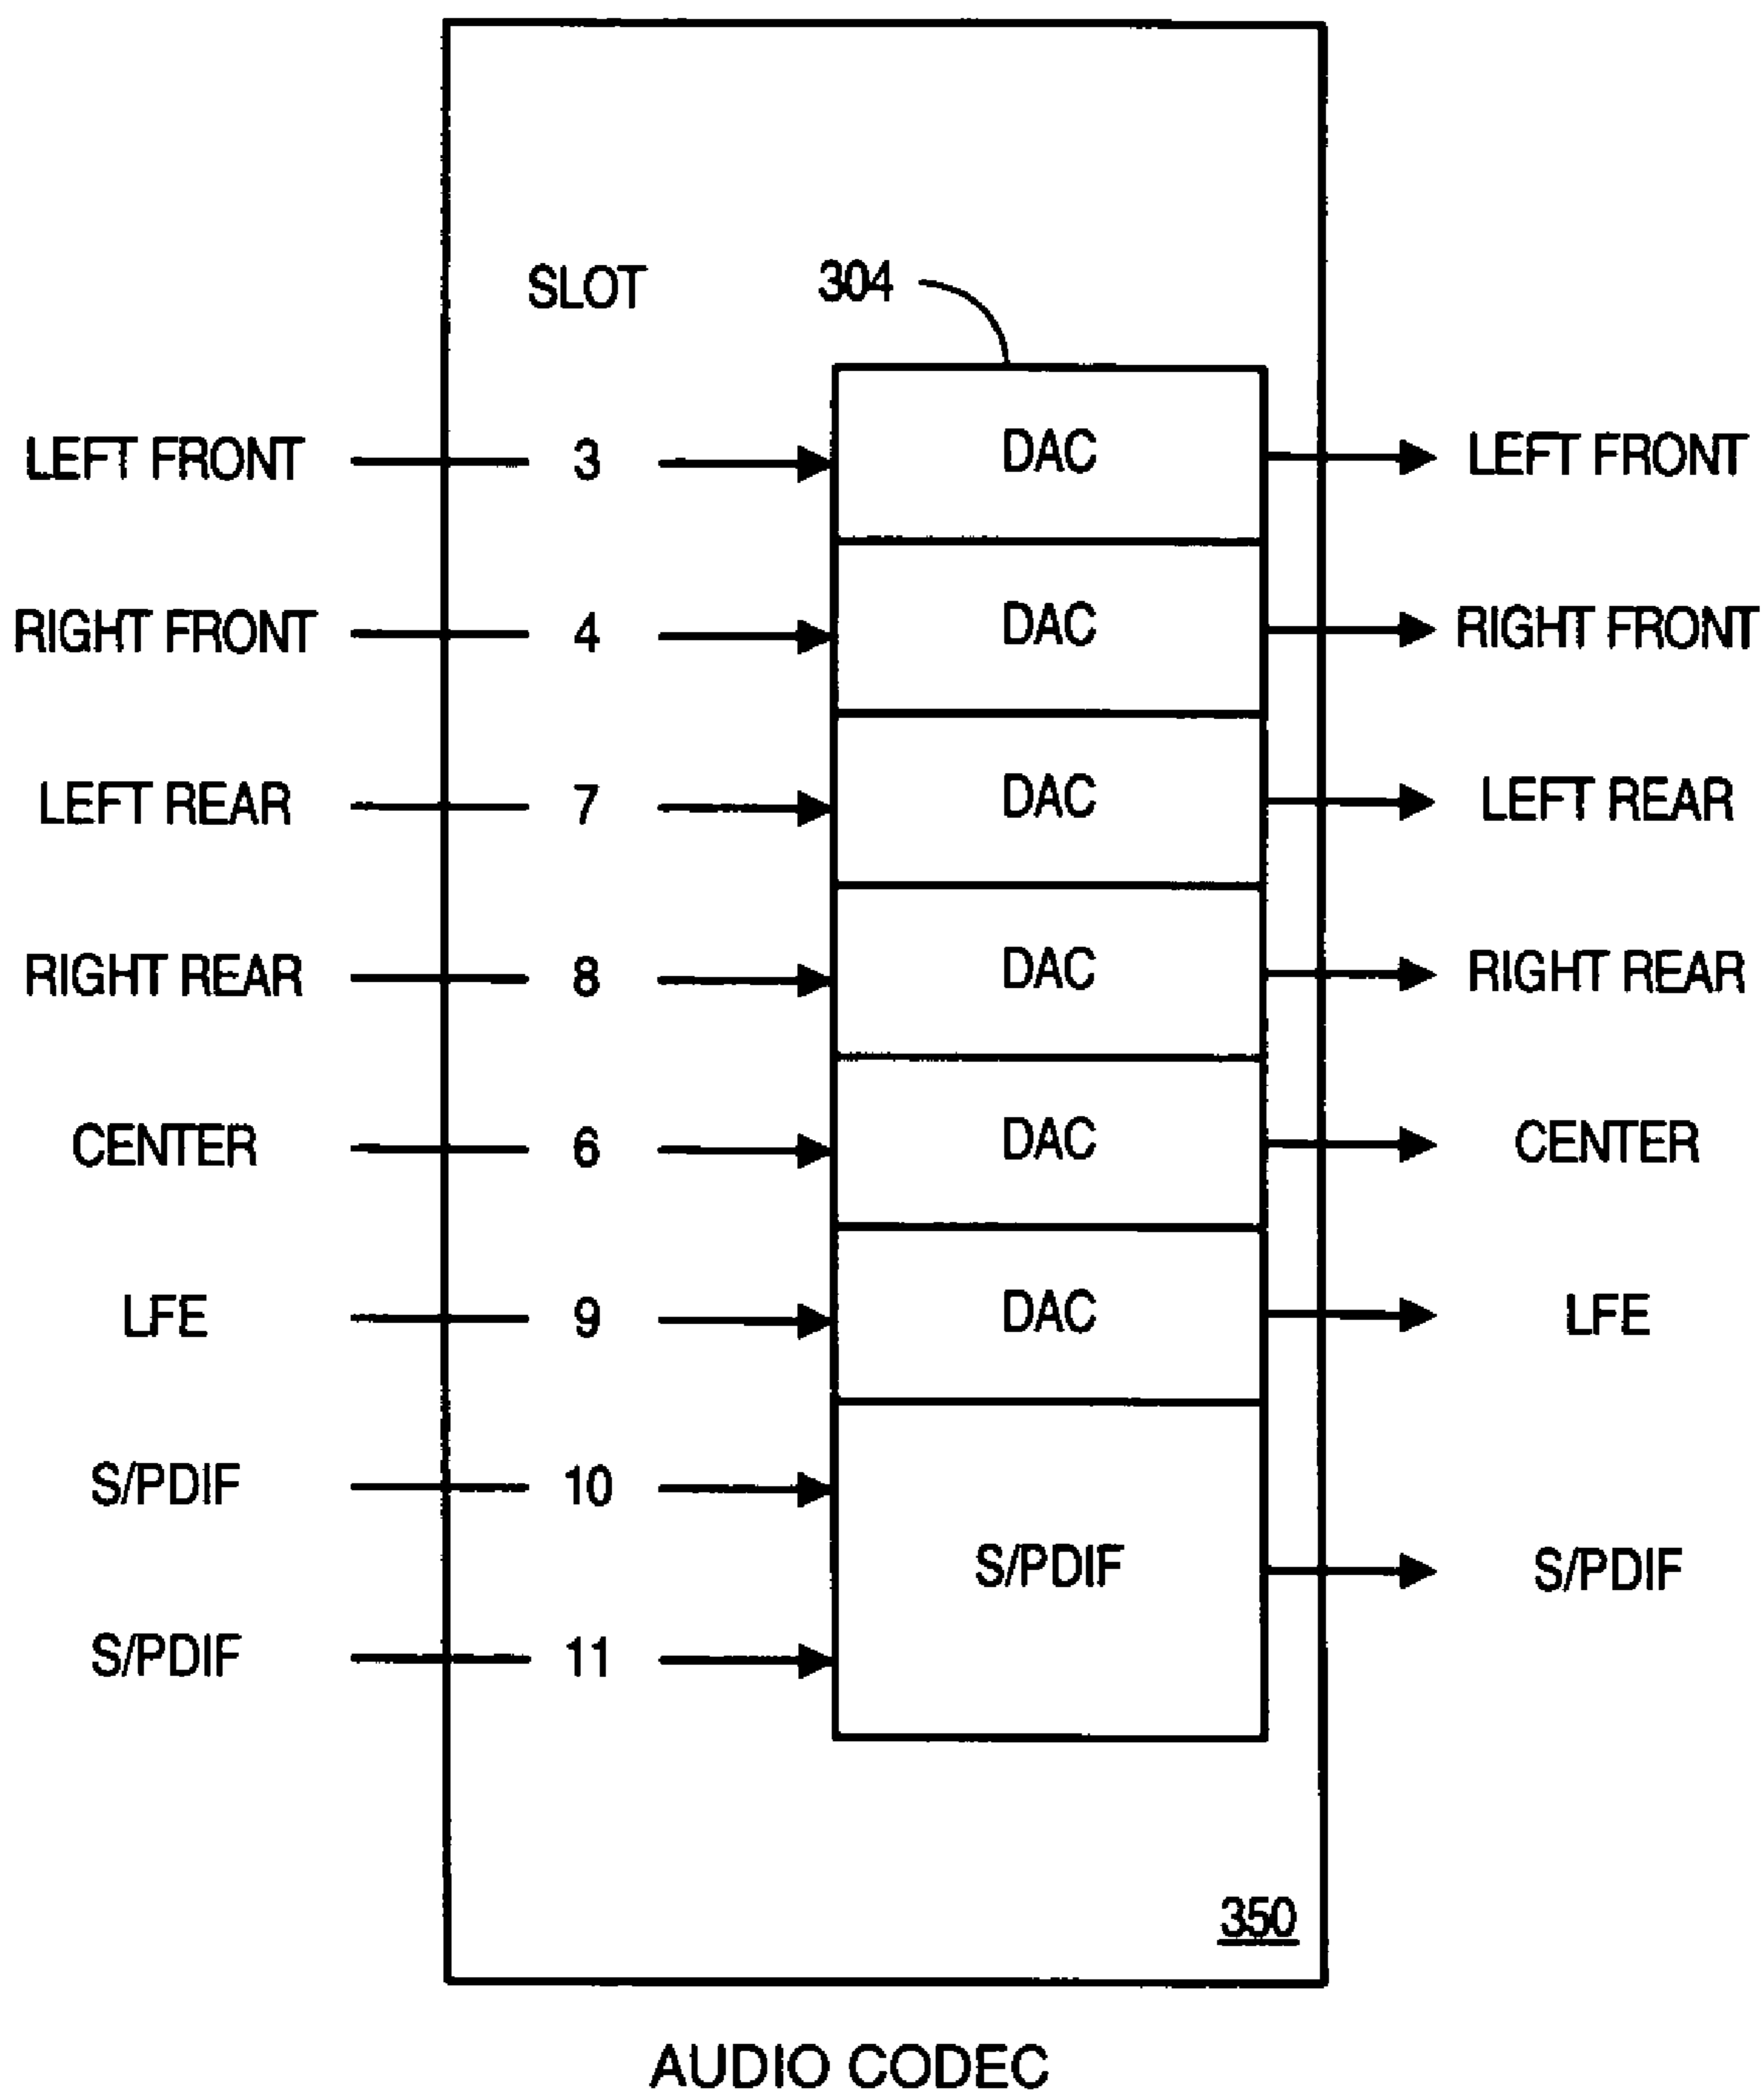 SLOT 304
LEFT FRONT 3 DAC LEFT FRONT
RIGHT FRONT 4 DAC RIGHT FRONT
LEFT REAR 7 DAC LEFT REAR
RIGHT REAR 8 DAC RIGHT REAR
CENTER 6 DAC CENTER
LFE 9 DAC LFE
S/PDIF 10
S/PDIF S/PDIF
S/PDIF 11
350
AUDIO CODEC